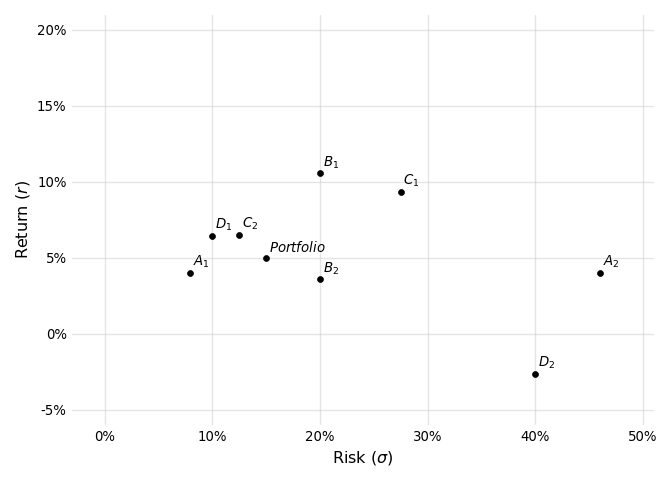 20%
15%
10%
5%
0%
-5%
Return (r)
B₁
C₁
D₁
C₂
Portfolio
A₁
B₂
A₂
D₂
0% 10% 20% 30% 40% 50%
Risk (σ)